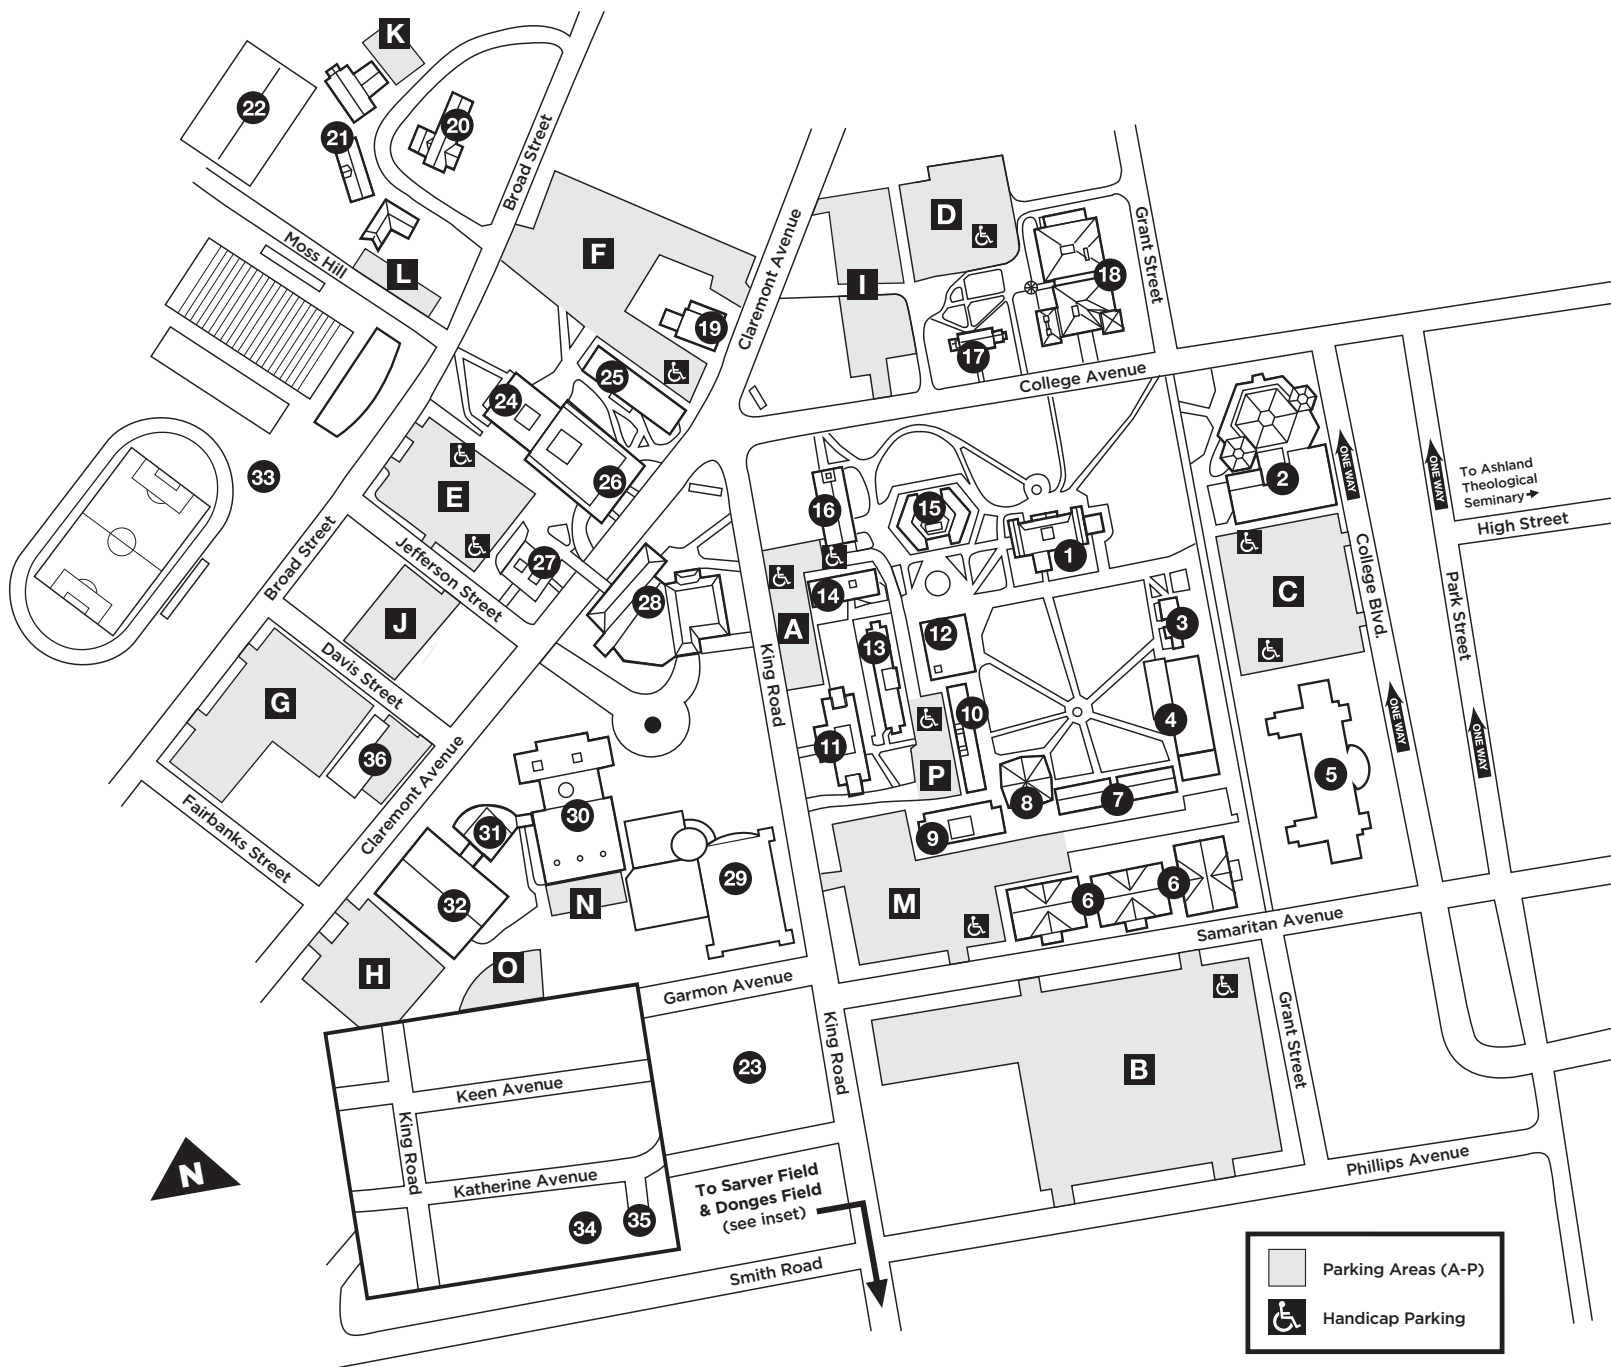 K
22
20
21
Broad Street
F
Moss Hill
L
Claremont Avenue
D
Grant Street
I
18
19
17
College Avenue
25
24
26
E
33
Jefferson Street
27
Broad Street
28
J
Davis Street
G
36
Fairbanks Street
Claremont Avenue
16
15
1
14
A
13
12
3
King Road
10
11
4
P
8
7
9
2
ONE WAY
ONE WAY
To Ashland
Theological
Seminary
High Street
C
College Blvd.
Park Street
ONE WAY
ONE WAY
5
30
31
29
32
N
M
6
6
Samaritan Avenue
H
O
Garmon Avenue
23
King Road
B
Grant Street
Keen Avenue
King Road
Katherine Avenue
34
35
N
To Sarver Field
& Donges Field
(see inset)
Smith Road
Phillips Avenue
Parking Areas (A-P)
Handicap Parking